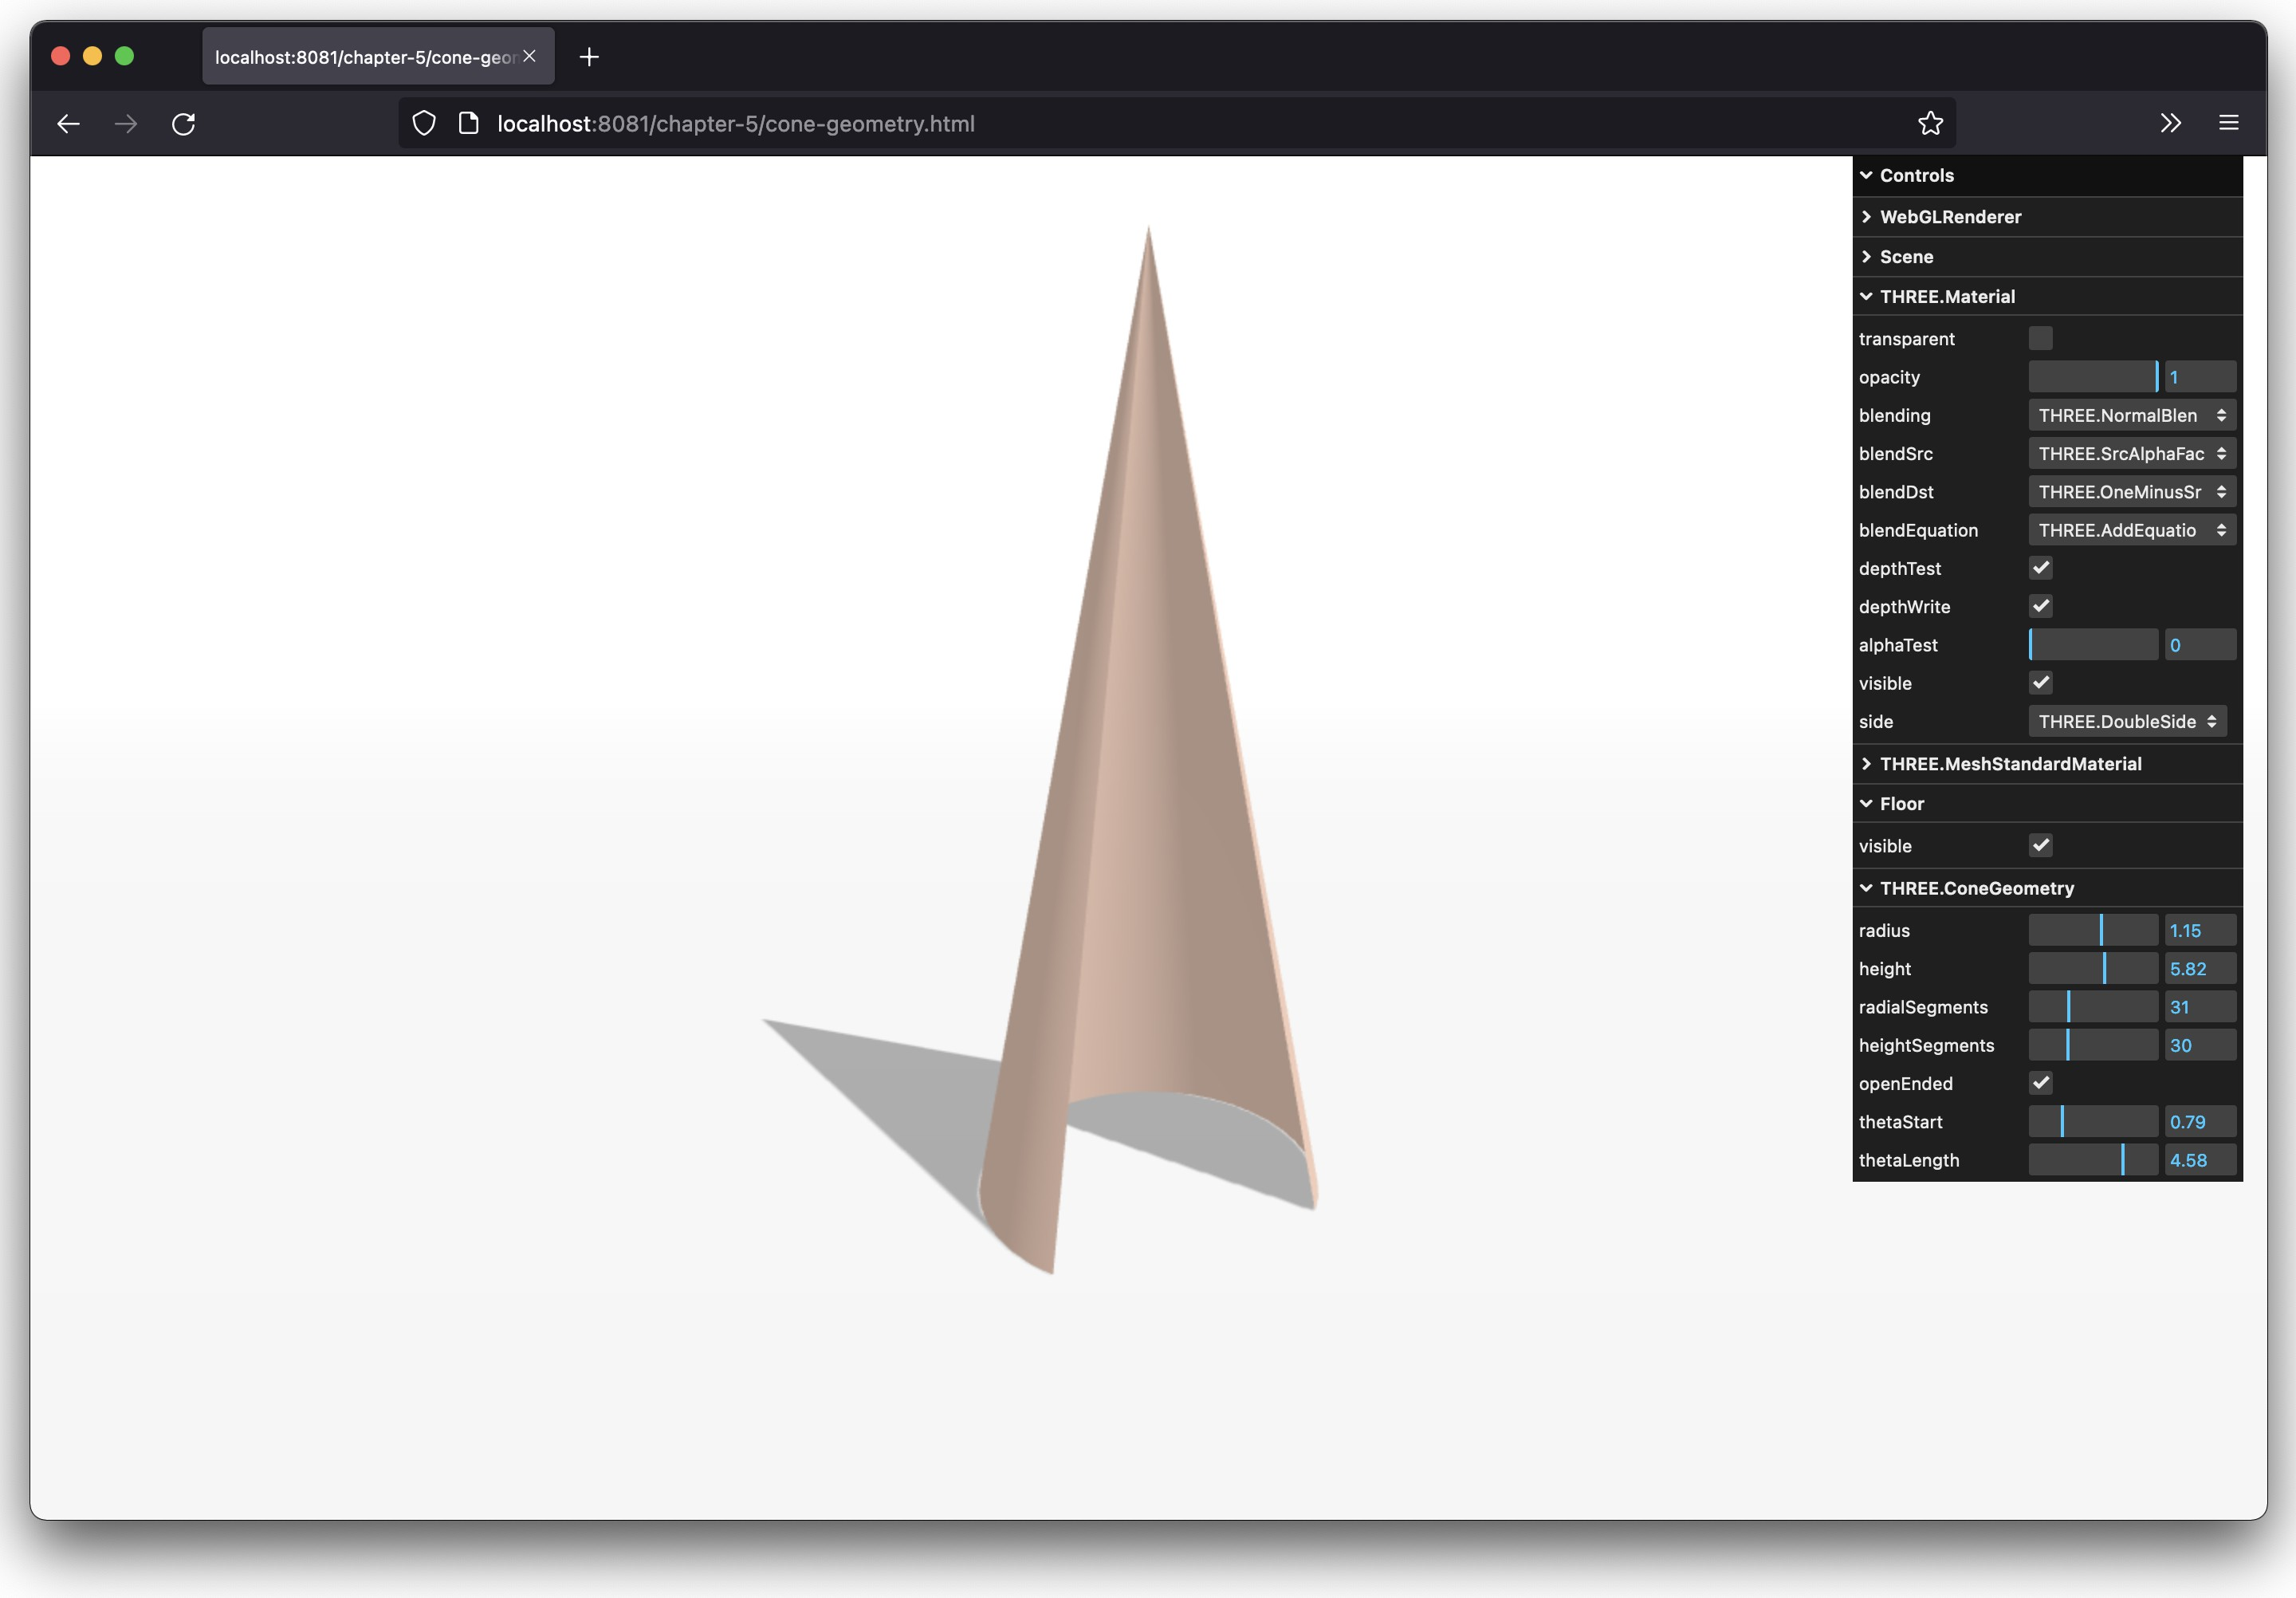 localhost:8081/chapter-5/cone-geor
localhost:8081/chapter-5/cone-geometry.html
Controls
WebGLRenderer
Scene
THREE.Material
transparent
opacity 1
blending THREE.NormalBlen
blendSrc THREE.SrcAlphaFac
blendDst THREE.OneMinusSr
blendEquation THREE.AddEquatio
depthTest
depthWrite
alphaTest 0
visible
side THREE.DoubleSide
THREE.MeshStandardMaterial
Floor
visible
THREE.ConeGeometry
radius 1.15
height 5.82
radialSegments 31
heightSegments 30
openEnded
thetaStart 0.79
thetaLength 4.58